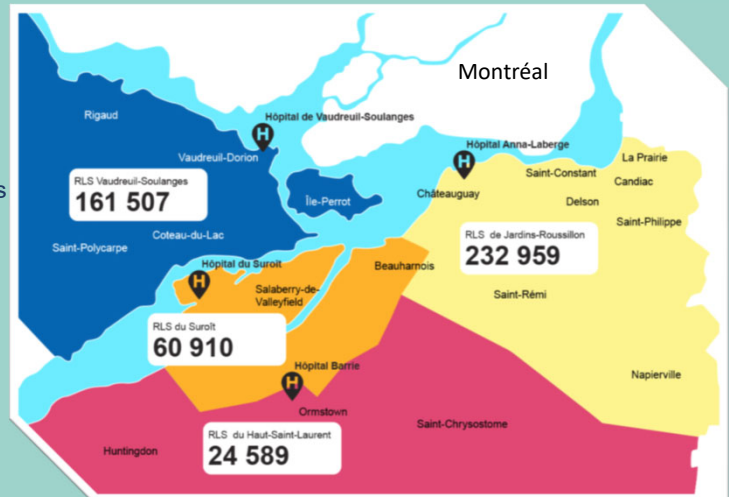 Montréal
Rigaud
Hôpital de Vaudreuil-Soulanges
Hôpital Anna-Laberge
Vaudreuil-Dorion
La Prairie
Saint-Constant
Candiac
RLS Vaudreuil-Soulanges
161 507
Île-Perrot
Châteauguay
Delson
Saint-Philippe
s
Coteau-du-Lac
Saint-Polycarpe
RLS de Jardins-Roussillon
232 959
Hôpital du Suroît
Beauharnois
Salaberry-de-
Valleyfield
Saint-Rémi
RLS du Suroît
60 910
Hôpital Barrie
Napierville
Ormstown
Saint-Chrysostome
Huntingdon
RLS du Haut-Saint-Laurent
24 589
H
H
H
H